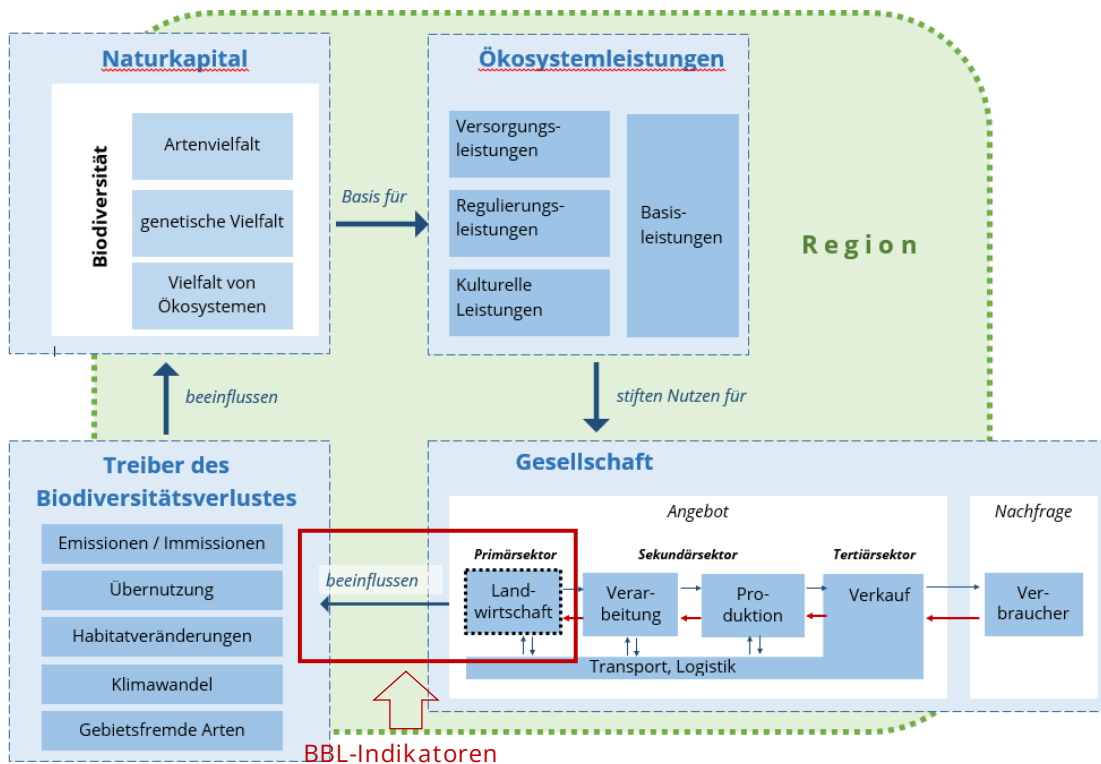 Naturkapital
Biodiversität
Artenvielfalt
genetische Vielfalt
Vielfalt von
Ökosystemen
Basis für
Ökosystemleistungen
Versorgungs-
leistungen
Regulierungs-
leistungen
Kulturelle
Leistungen
Basis-
leistungen
Region
beeinflussen
stiften Nutzen für
Treiber des
Biodiversitätsverlustes
Emissionen / Immissionen
Übernutzung
Habitatveränderungen
Klimawandel
Gebietsfremde Arten
beeinflussen
Gesellschaft
Angebot
Nachfrage
Primärsektor
Sekundärsektor
Tertiärsektor
Land-
wirtschaft
Verar-
beitung
Pro-
duktion
Verkauf
Ver-
braucher
Transport, Logistik
BBL-Indikatoren